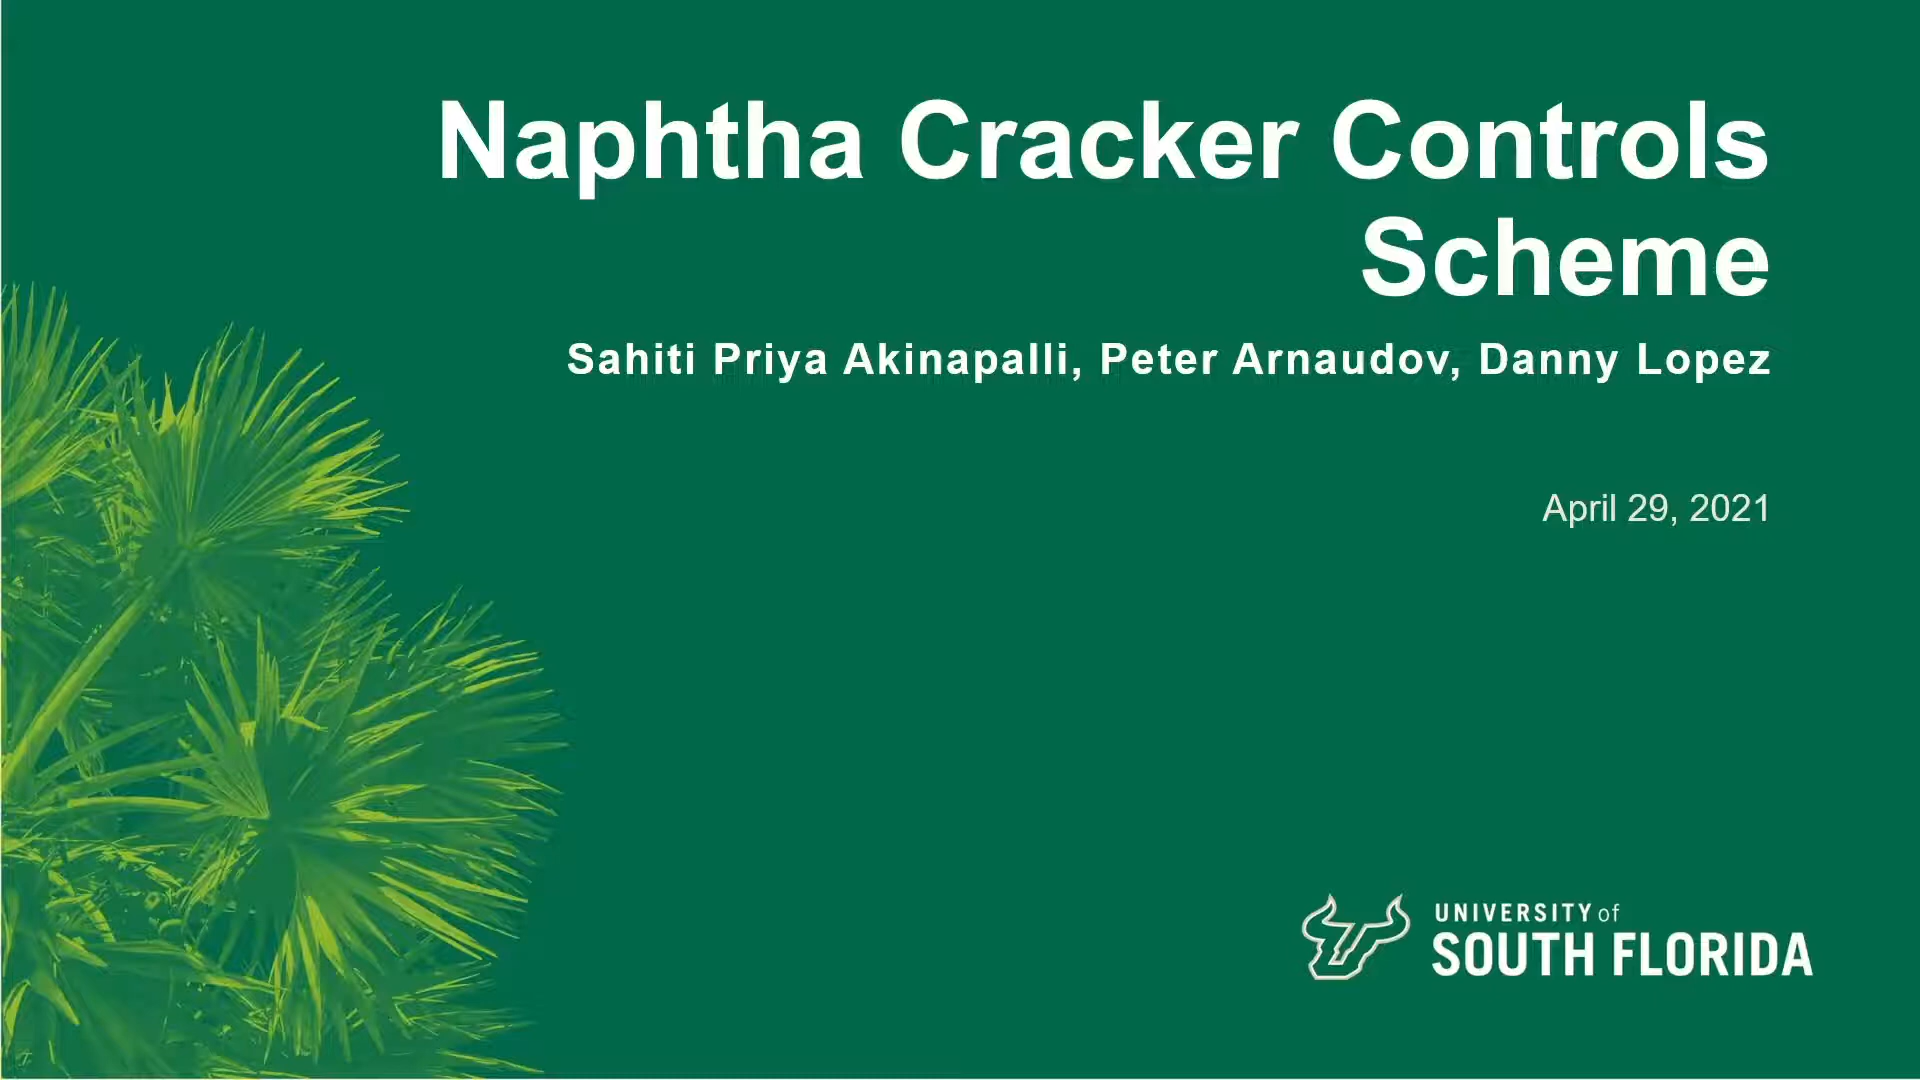 Naphtha Cracker Controls
Scheme
Sahiti Priya Akinapalli, Peter Arnaudov, Danny Lopez
April 29, 2021
UNIVERSITY of
SOUTH FLORIDA